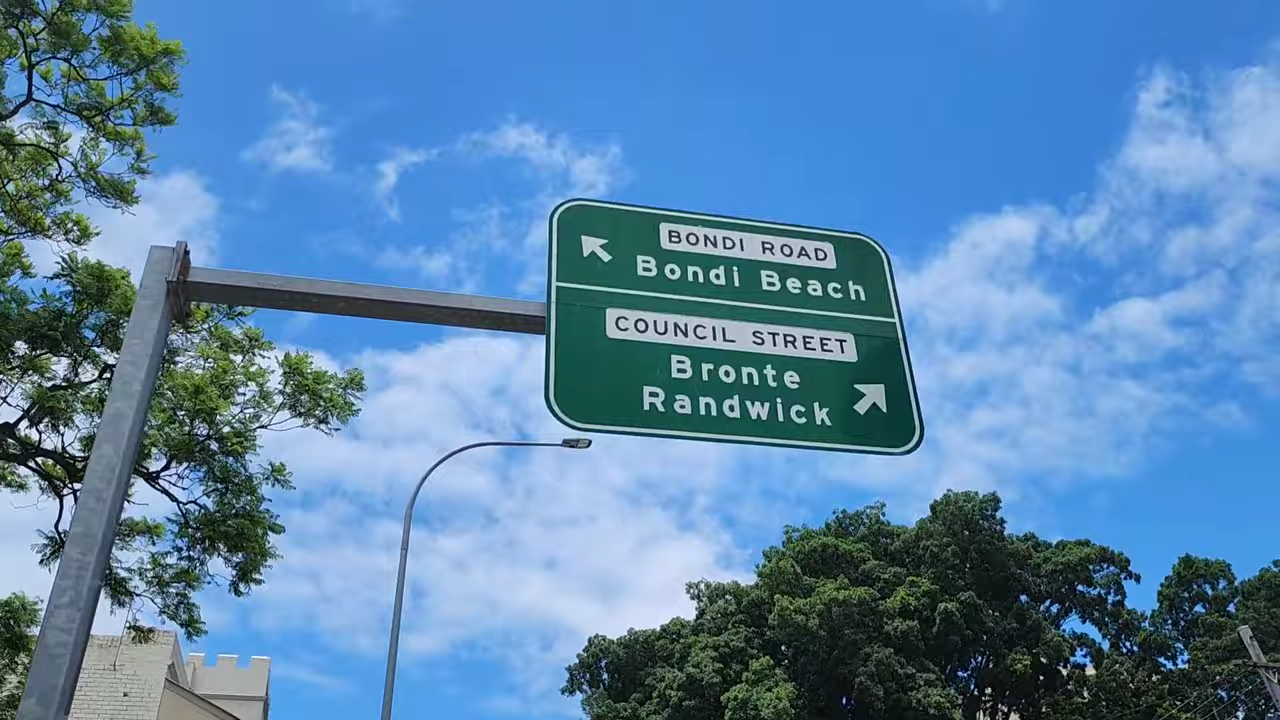 BONDI ROAD
Bondi Beach
COUNCIL STREET
Bronte
Randwick